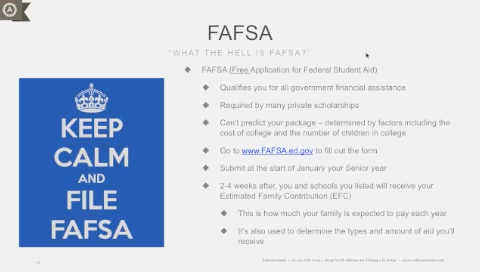 FAFSA
"WHAT THE HELL IS FAFSA?"
FAFSA (Free Application for Federal Student Aid)
Qualifies you for all government financial assistance
Required by many private scholarships
Can't predict your package – determined by factors including the
cost of college and the number of children in college
Go to www.FAFSA.ed.gov to fill out the form
Submit at the start of January your Senior year
2-4 weeks after, you and schools you listed will receive your
Estimated Family Contribution (EFC)
This is how much your family is expected to pay each year
It's also used to determine the types and amount of aid you'll
receive
KEEP
CALM
AND
FILE
FAFSA